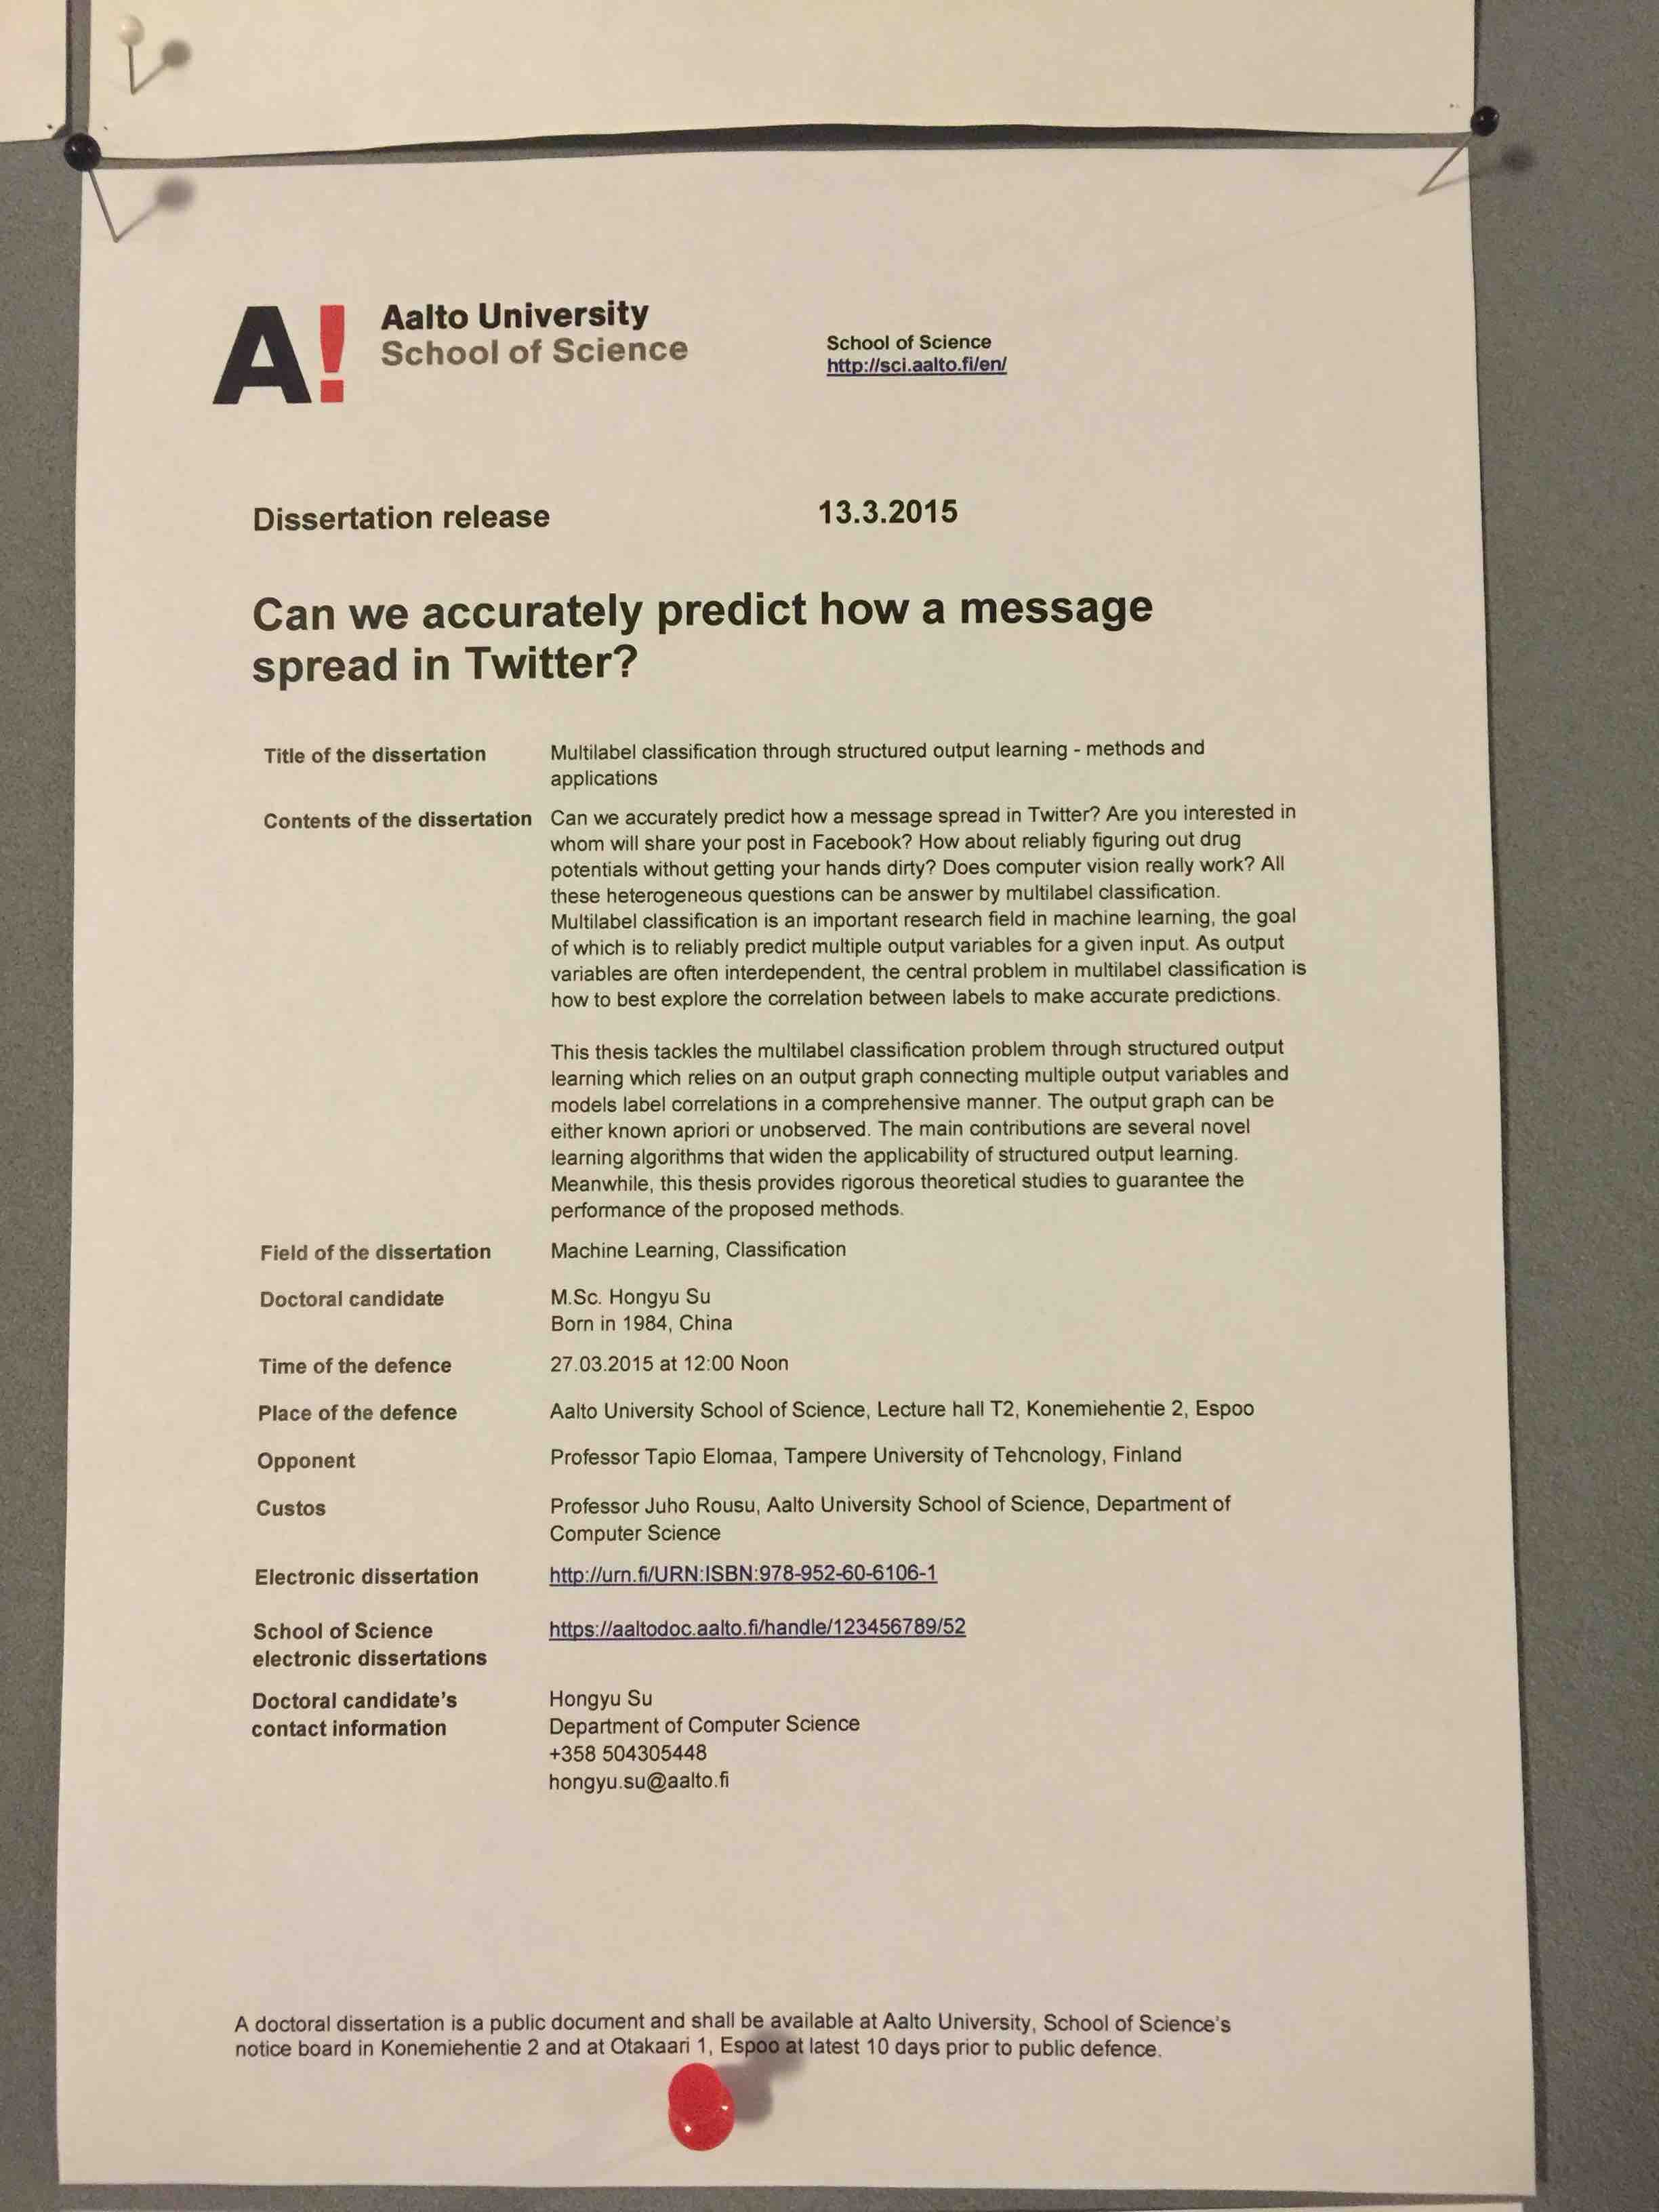 A!
Aalto University
School of Science
School of Science
http://sci.aalto.fi/en/
Dissertation release 13.3.2015
Can we accurately predict how a message
spread in Twitter?
Title of the dissertation Multilabel classification through structured output learning - methods and
applications
Contents of the dissertation Can we accurately predict how a message spread in Twitter? Are you interested in
whom will share your post in Facebook? How about reliably figuring out drug
potentials without getting your hands dirty? Does computer vision really work? All
these heterogeneous questions can be answer by multilabel classification.
Multilabel classification is an important research field in machine learning, the goal
of which is to reliably predict multiple output variables for a given input. As output
variables are often interdependent, the central problem in multilabel classification is
how to best explore the correlation between labels to make accurate predictions.
This thesis tackles the multilabel classification problem through structured output
learning which relies on an output graph connecting multiple output variables and
models label correlations in a comprehensive manner. The output graph can be
either known apriori or unobserved. The main contributions are several novel
learning algorithms that widen the applicability of structured output learning.
Meanwhile, this thesis provides rigorous theoretical studies to guarantee the
performance of the proposed methods.
Field of the dissertation Machine Learning, Classification
Doctoral candidate M.Sc. Hongyu Su
Born in 1984, China
Time of the defence 27.03.2015 at 12:00 Noon
Place of the defence Aalto University School of Science, Lecture hall T2, Konemiehentie 2, Espoo
Opponent Professor Tapio Elomaa, Tampere University of Tehcnology, Finland
Custos Professor Juho Rousu, Aalto University School of Science, Department of
Computer Science
Electronic dissertation http://urn.fi/URN:ISBN:978-952-60-6106-1
School of Science https://aaltodoc.aalto.fi/handle/123456789/52
electronic dissertations
Doctoral candidate's Hongyu Su
contact information Department of Computer Science
+358 504305448
hongyu.su@aalto.fi
A doctoral dissertation is a public document and shall be available at Aalto University, School of Science's
notice board in Konemiehentie 2 and at Otakaari 1, Espoo at latest 10 days prior to public defence.